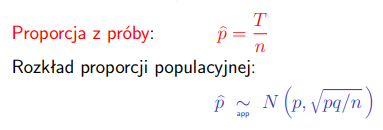 Proporcja z próby: p̂ = T/n
Rozkład proporcji populacyjnej:
p̂ ∼app N(p, √pq/n)